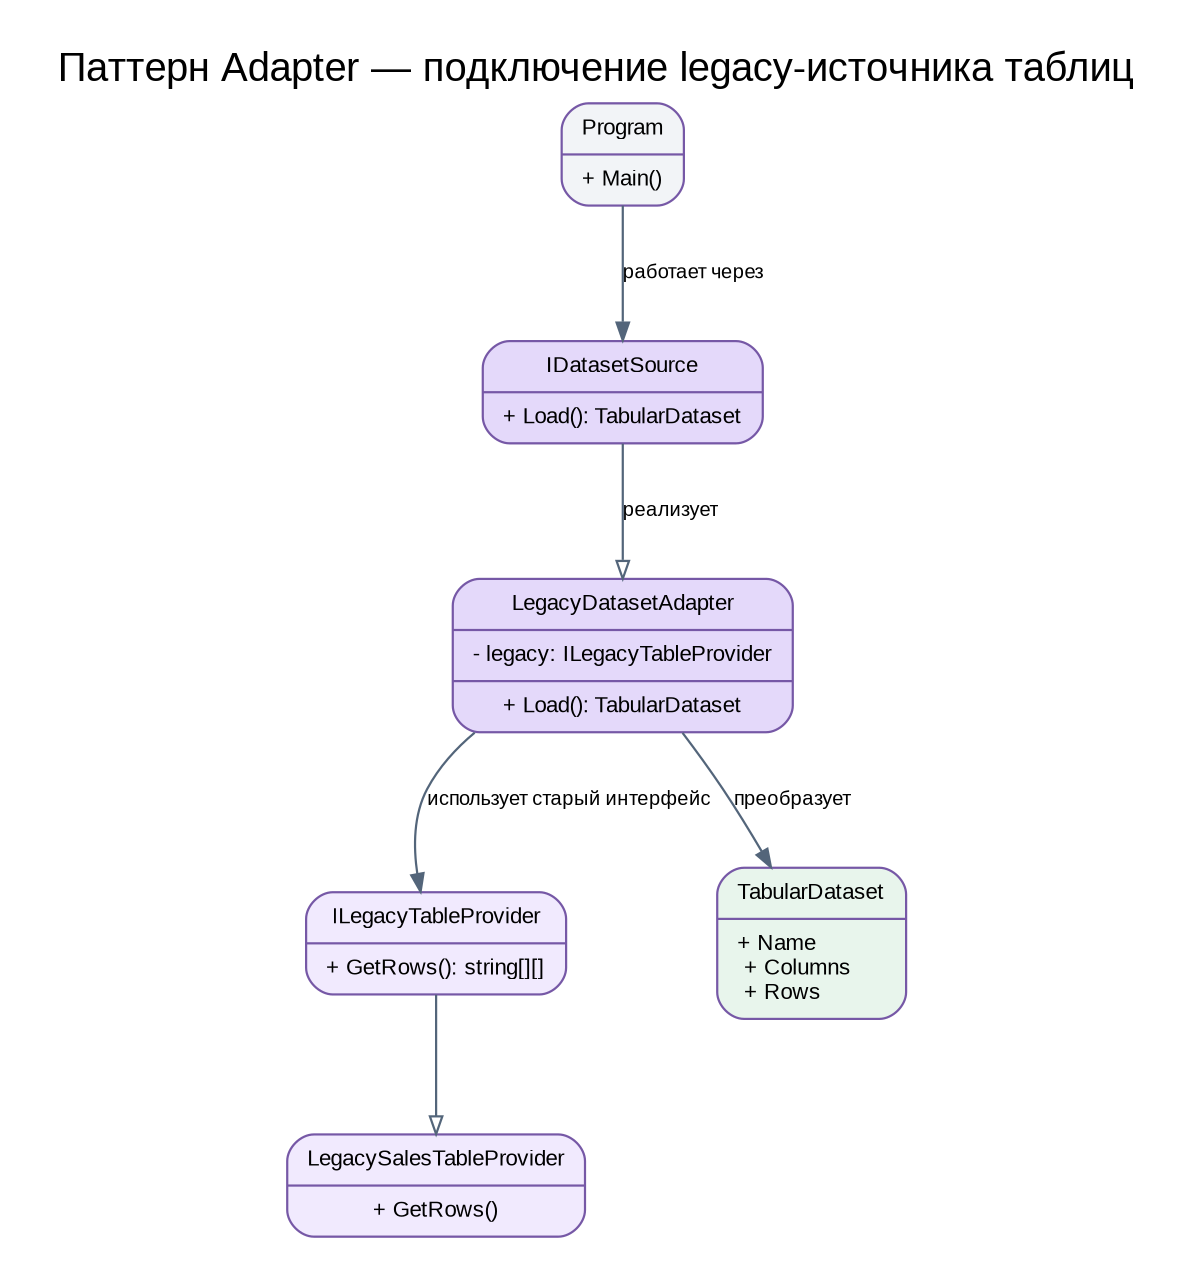 Паттерн Adapter — подключение legacy-источника таблиц
Program
+ Main()
работает через
IDatasetSource
+ Load(): TabularDataset
реализует
LegacyDatasetAdapter
- legacy: ILegacyTableProvider
+ Load(): TabularDataset
использует старый интерфейс
преобразует
ILegacyTableProvider
+ GetRows(): string[][]
TabularDataset
+ Name
+ Columns
+ Rows
LegacySalesTableProvider
+ GetRows()